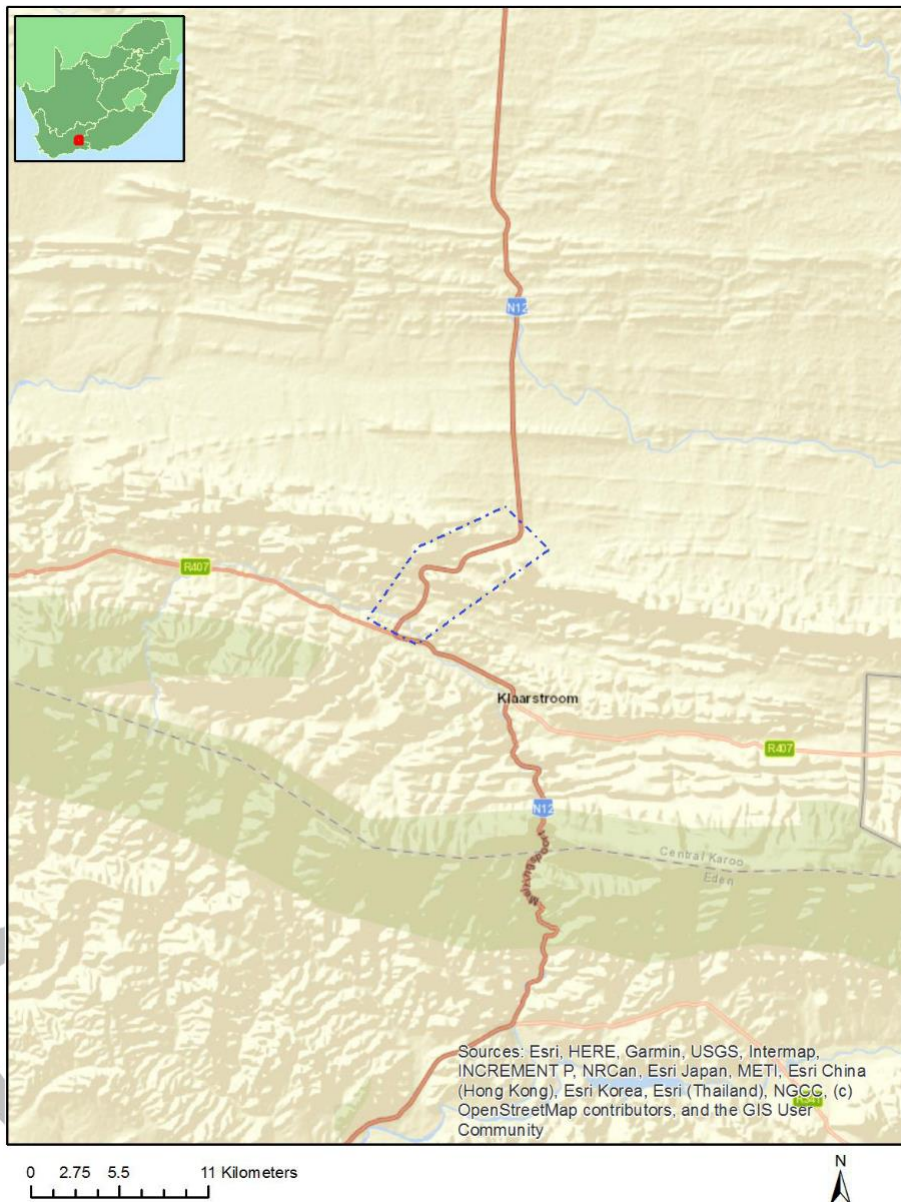 N12
R407
Klaarstroom
R407
N12
Central Karoo
Eden
Sources: Esri, HERE, Garmin, USGS, Intermap,
INCREMENT P, NRCan, Esri Japan, METI, Esri China
(Hong Kong), Esri Korea, Esri (Thailand), NGCC, (c)
OpenStreetMap contributors, and the GIS User
Community
0 2.75 5.5 11 Kilometers
N